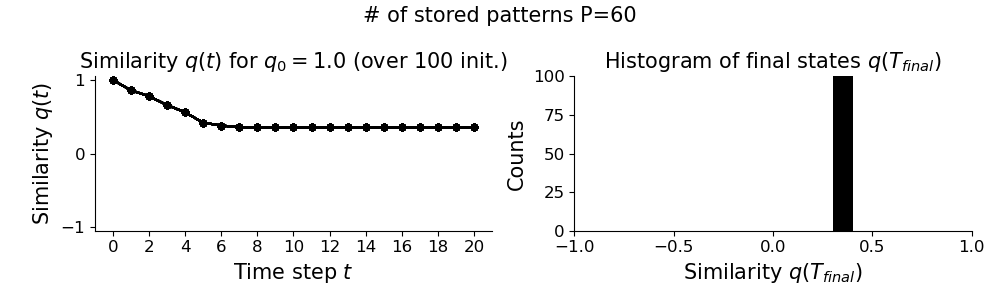 # of stored patterns P=60
Similarity q(t) for q₀ = 1.0 (over 100 init.)
Similarity q(t)
1
0
−1
0 2 4 6 8 10 12 14 16 18 20
Time step t
Histogram of final states q(T_final)
Counts
100
75
50
25
0
−1.0 −0.5 0.0 0.5 1.0
Similarity q(T_final)